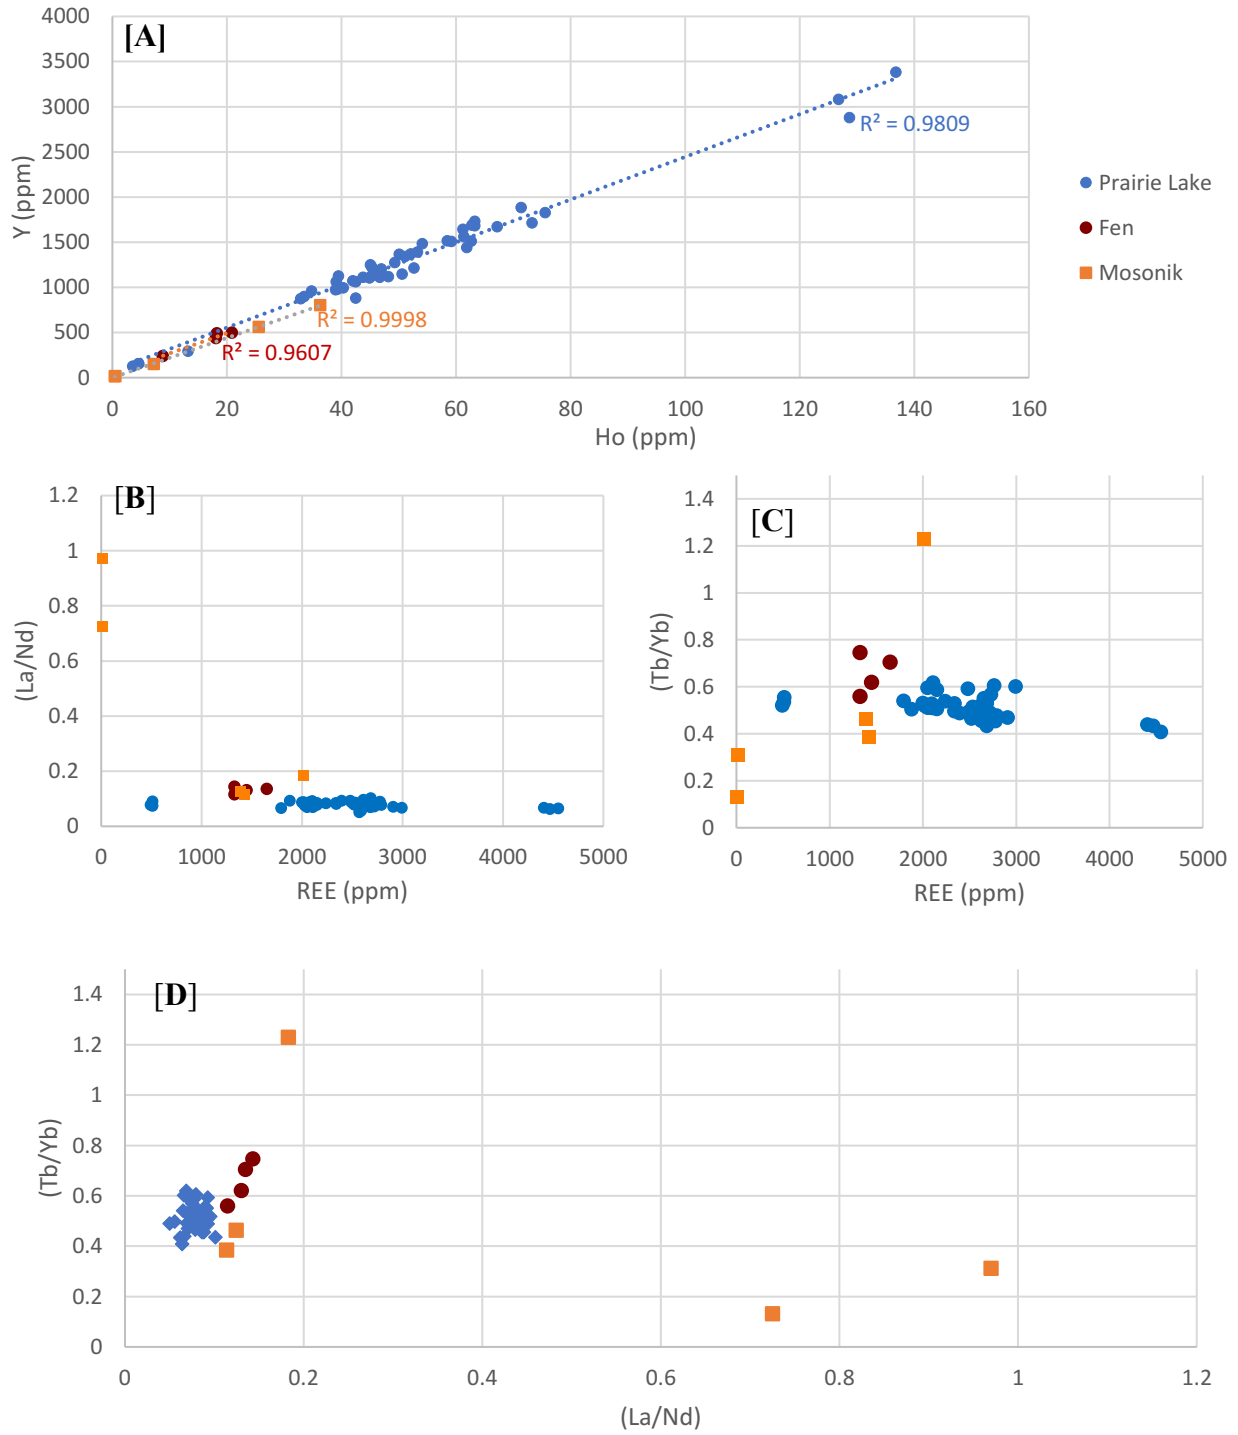 [A]
4000
3500
3000
2500
2000
1500
1000
500
0
Y (ppm)
R² = 0.9809
R² = 0.9998
R² = 0.9607
0 20 40 60 80 100 120 140 160
Ho (ppm)
Prairie Lake
Fen
Mosonik
[B]
1.2
1
0.8
0.6
0.4
0.2
0
(La/Nd)
0 1000 2000 3000 4000 5000
REE (ppm)
[C]
1.4
1.2
1
0.8
0.6
0.4
0.2
0
(Tb/Yb)
0 1000 2000 3000 4000 5000
REE (ppm)
[D]
1.4
1.2
1
0.8
0.6
0.4
0.2
0
(Tb/Yb)
0 0.2 0.4 0.6 0.8 1 1.2
(La/Nd)